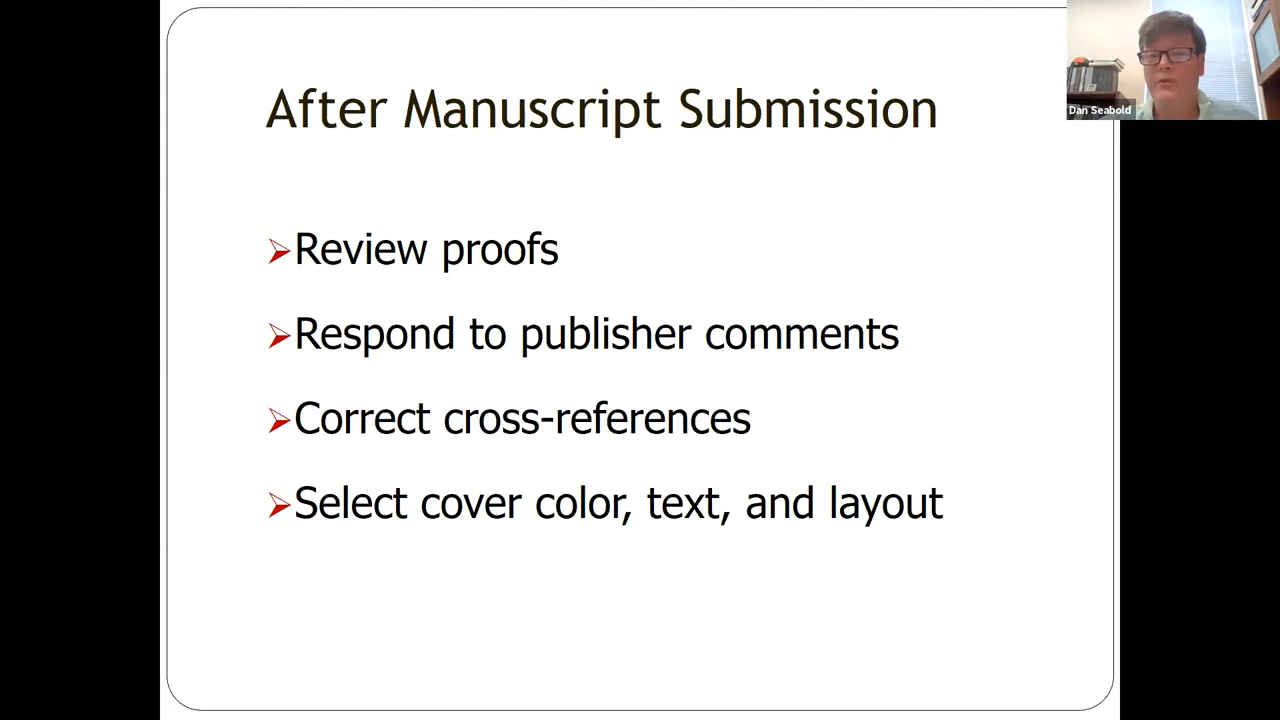 After Manuscript Submission
Dan Seabold
Review proofs
Respond to publisher comments
Correct cross-references
Select cover color, text, and layout